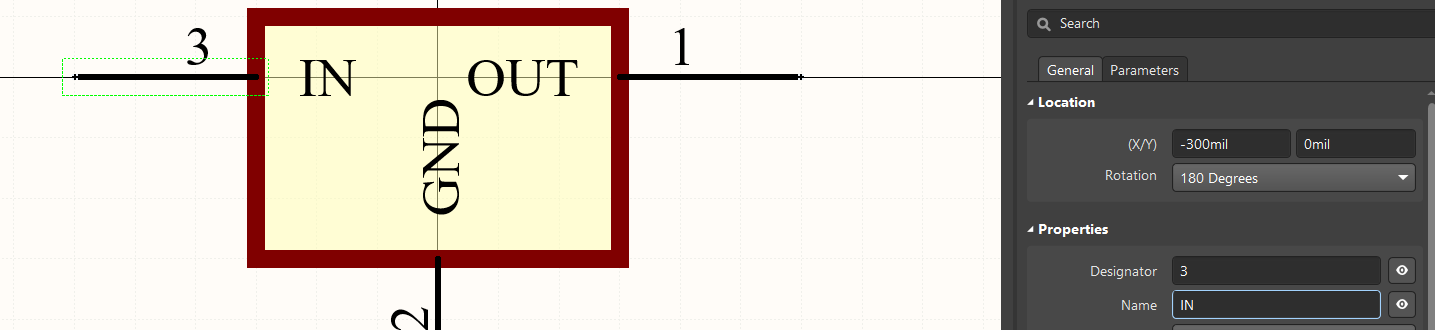 3
1
IN
OUT
GND
2
Search
General Parameters
Location
(X/Y) -300mil 0mil
Rotation 180 Degrees
Properties
Designator 3
Name IN